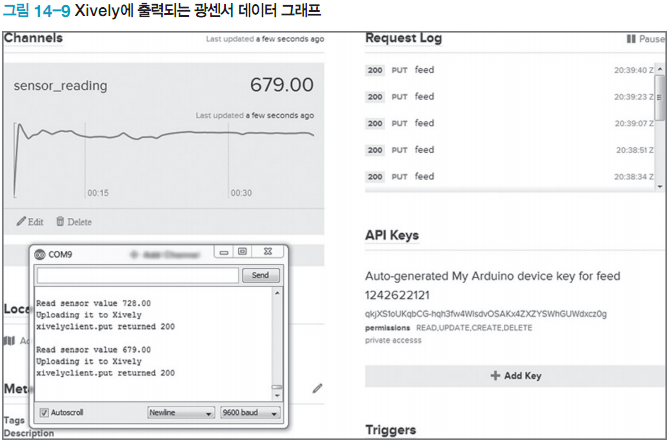 그림 14-9 Xively에 출력되는 광센서 데이터 그래프
Channels
Last updated a few seconds ago
sensor_reading
679.00
Last updated a few seconds ago
00:15
00:30
Edit
Delete
COM9
Send
Read sensor value 728.00
Uploading it to Xively
xivelyclient.put returned 200
Read sensor value 679.00
Uploading it to Xively
xivelyclient.put returned 200
Autoscroll
Newline
9600 baud
Tags
Description
Request Log
Pause
200 PUT feed 20:39:40 Z
200 PUT feed 20:39:23 Z
200 PUT feed 20:39:07 Z
200 PUT feed 20:38:51 Z
200 PUT feed 20:38:34 Z
API Keys
Auto-generated My Arduino device key for feed
1242622121
qkjXS1oUKqbCG-hqh3fw4WlsdvOSAKx4ZXZYSWhGUWdxcz0g
permissions READ,UPDATE,CREATE,DELETE
private accesss
Add Key
Triggers